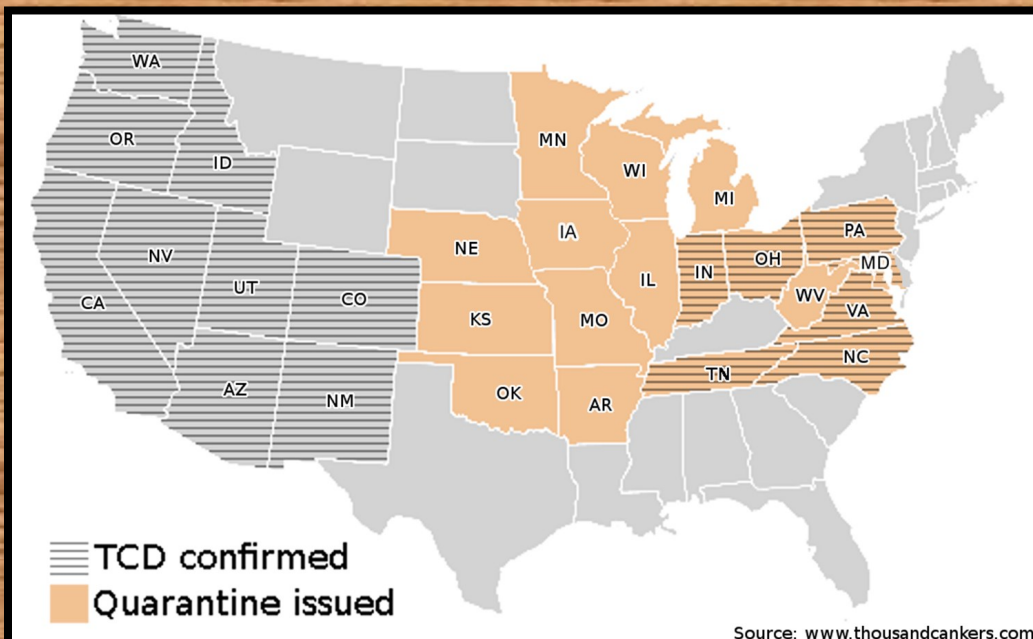 WA
OR
ID
NV
CA
UT
CO
AZ
NM
MN
WI
MI
NE
IA
IL
IN
OH
PA
MD
KS
MO
WV
VA
OK
AR
TN
NC
TCD confirmed
Quarantine issued
Source: www.thousandcankers.com